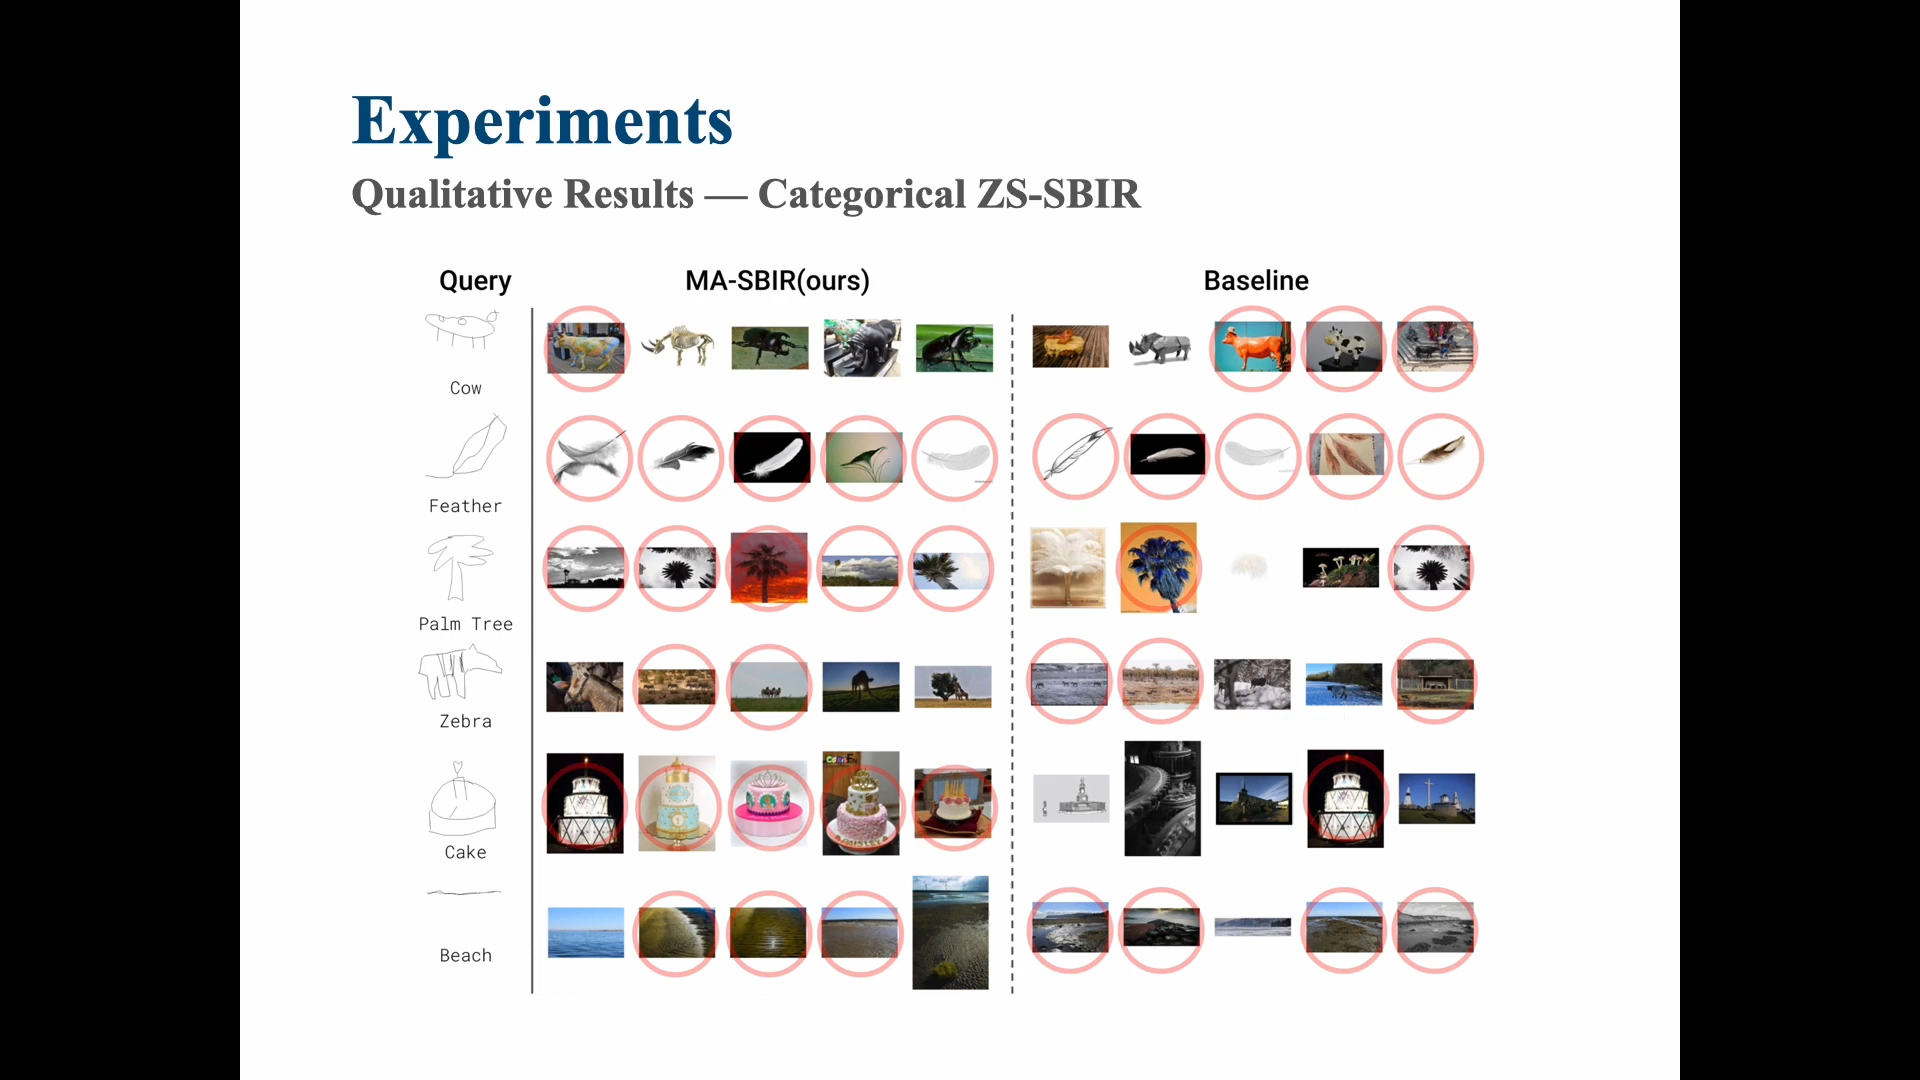 Experiments
Qualitative Results — Categorical ZS-SBIR
Query
MA-SBIR(ours)
Baseline
Cow
Feather
Palm Tree
Zebra
Cake
Beach